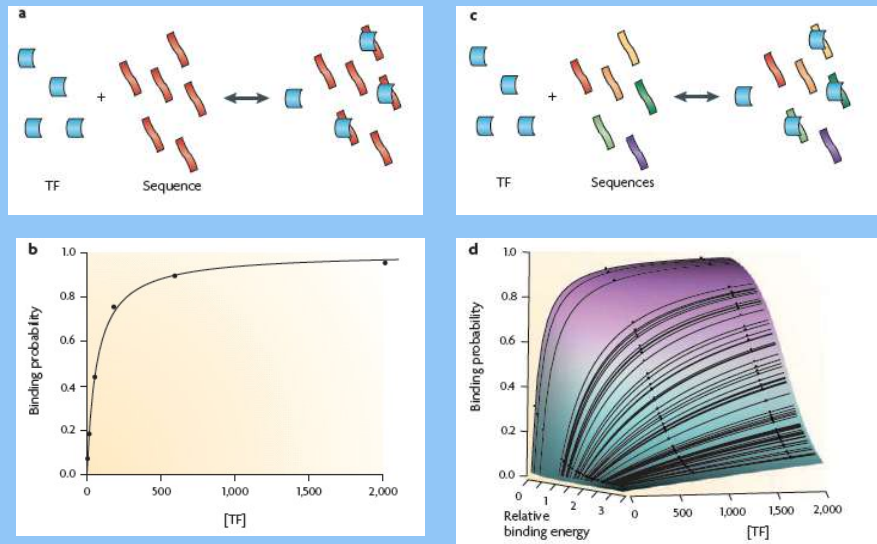 a
+
TF
Sequence
c
+
TF
Sequences
b
Binding probability
1.0
0.8
0.6
0.4
0.2
0.0
0
500
1,000
1,500
2,000
[TF]
d
Binding probability
1.0
0.8
0.6
0.4
0.2
0.0
0
1
2
3
Relative
binding energy
0
500
1,000
1,500
2,000
[TF]